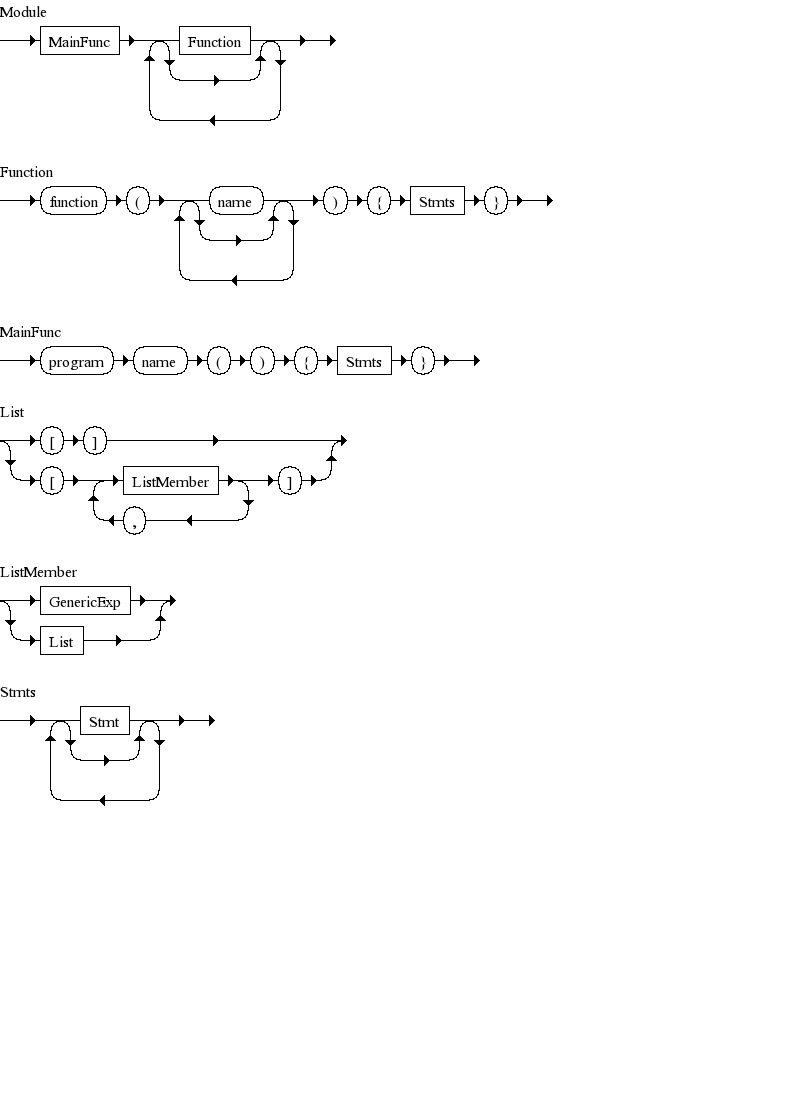 Module
MainFunc Function
Function
function ( name ) { Stmts }
MainFunc
program name ( ) { Stmts }
List
[ ]
[ ListMember ]
,
ListMember
GenericExp
List
Stmts
Stmt